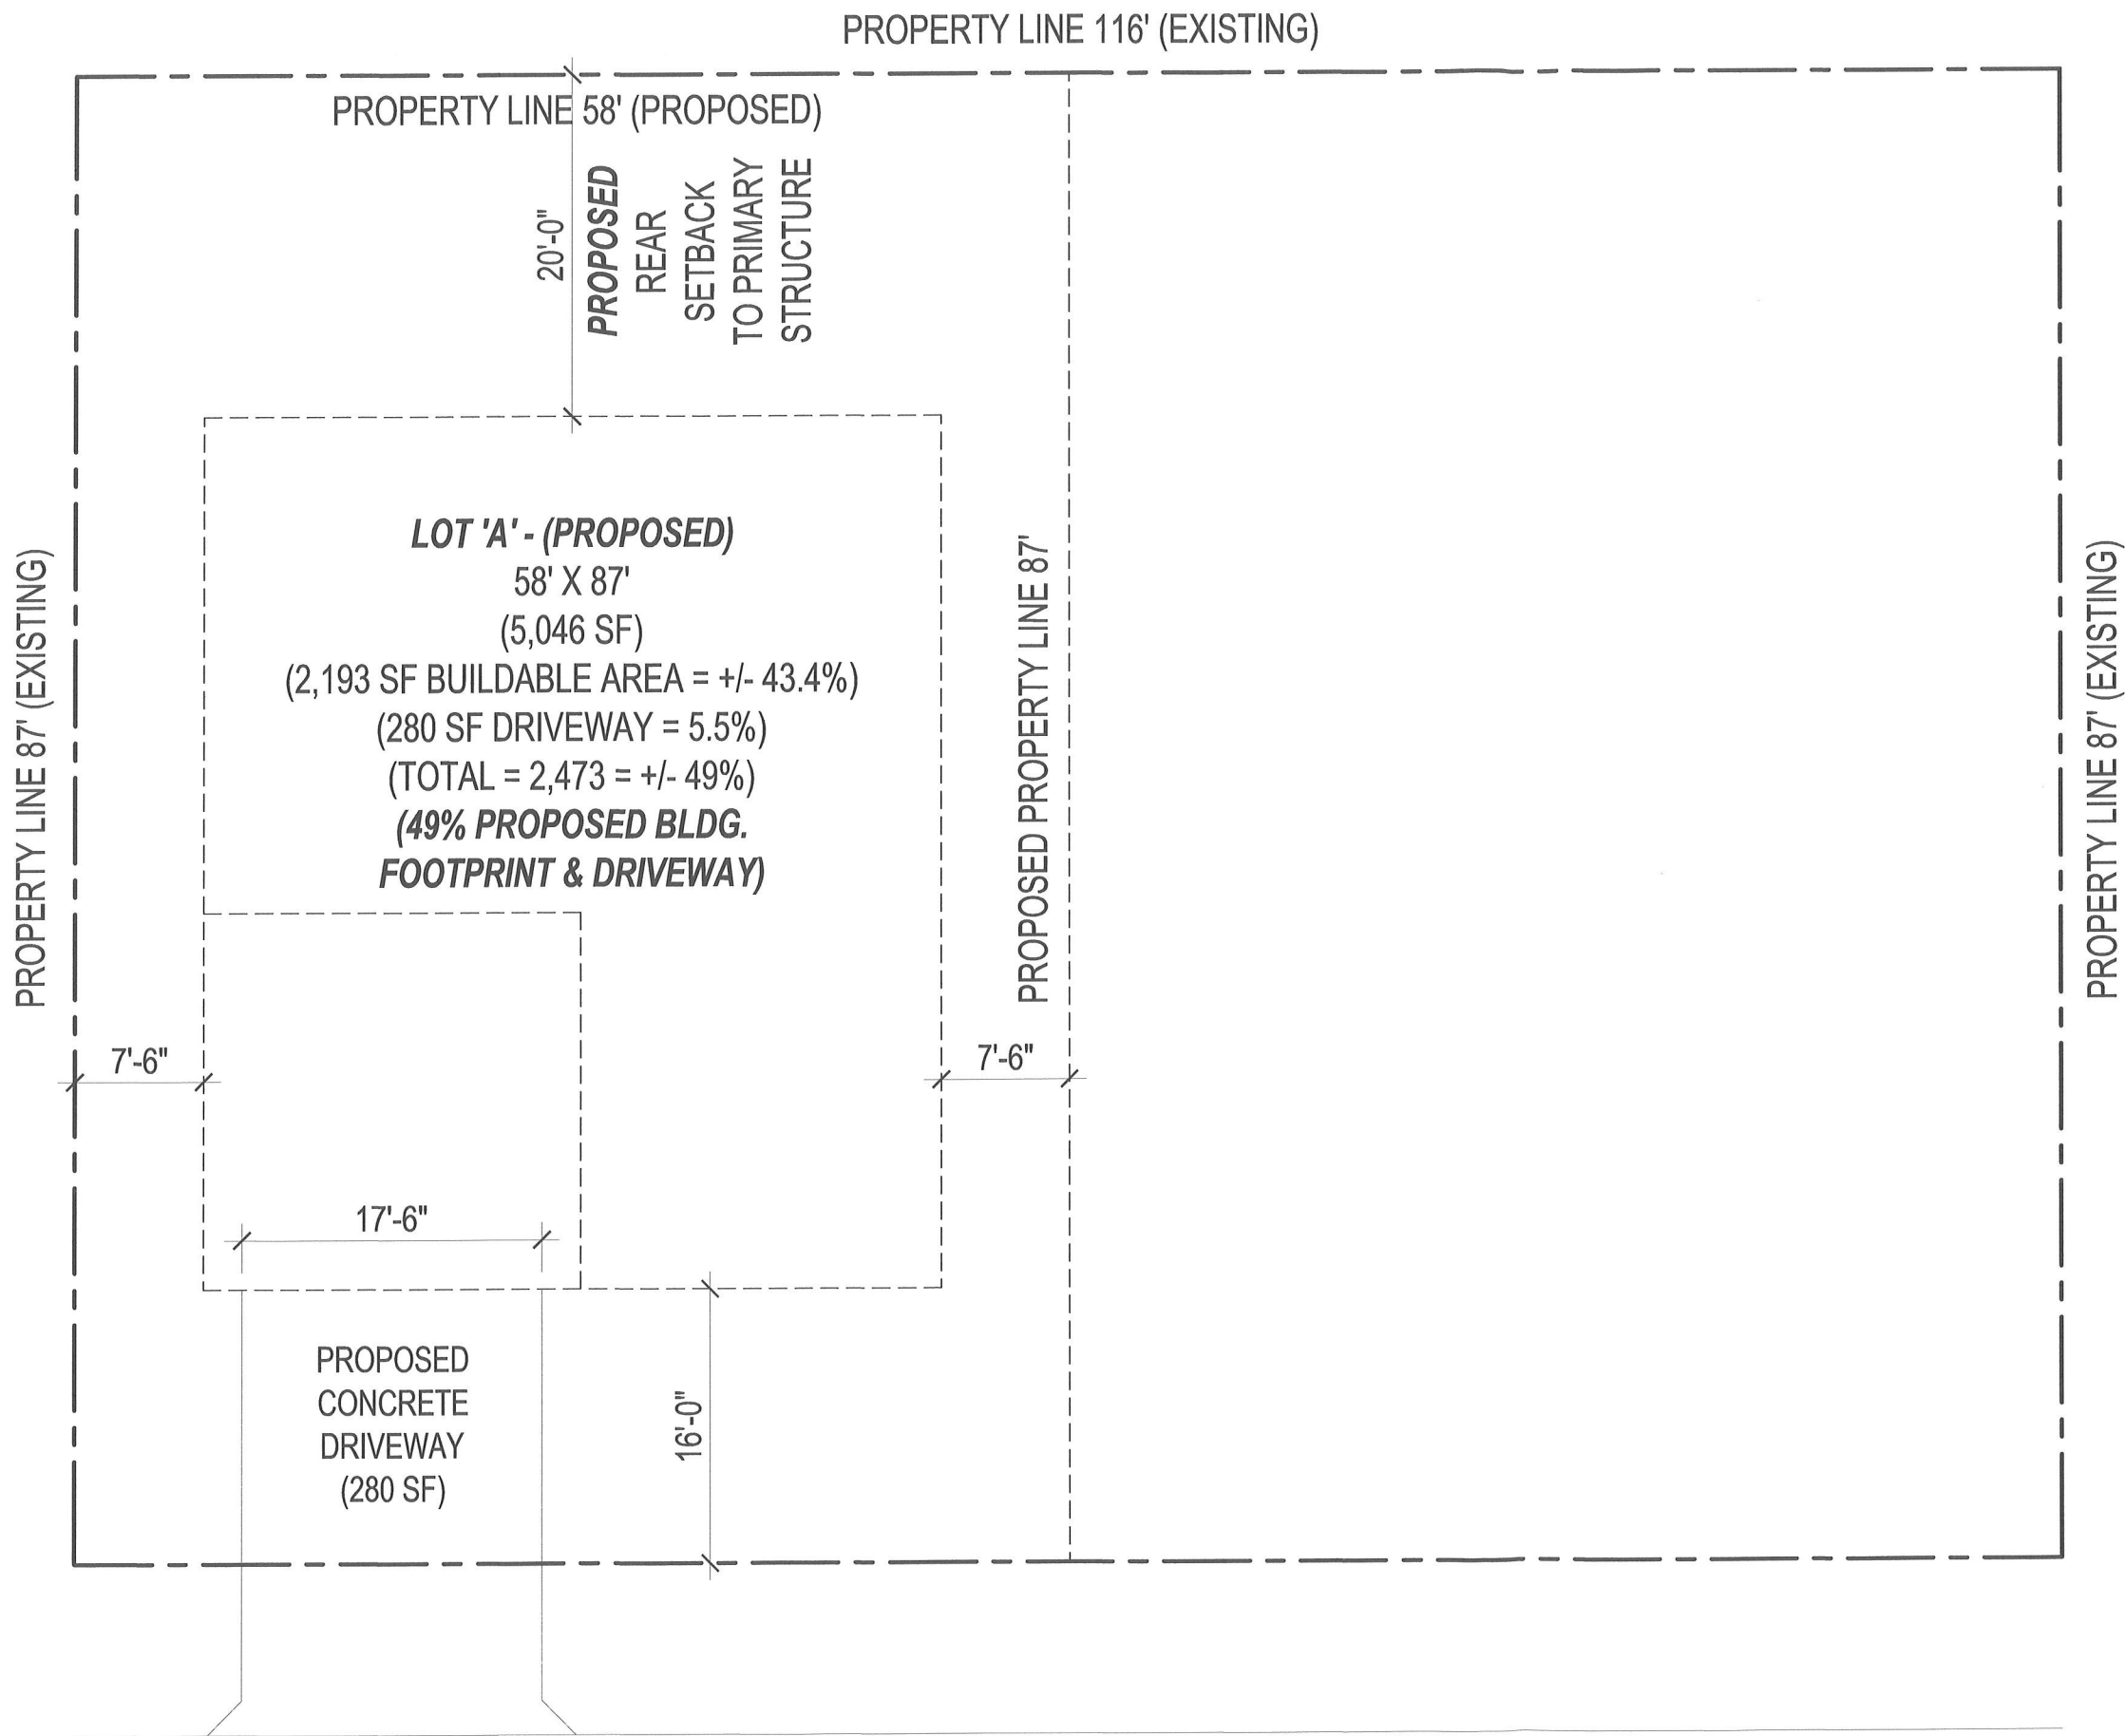 PROPERTY LINE 116' (EXISTING)
PROPERTY LINE 58' (PROPOSED)
20'-0"
PROPOSED
REAR
SETBACK
TO PRIMARY
STRUCTURE
LOT 'A' - (PROPOSED)
58' X 87'
(5,046 SF)
(2,193 SF BUILDABLE AREA = +/- 43.4%)
(280 SF DRIVEWAY = 5.5%)
(TOTAL = 2,473 = +/- 49%)
(49% PROPOSED BLDG.
FOOTPRINT & DRIVEWAY)
PROPERTY LINE 87' (EXISTING)
PROPOSED PROPERTY LINE 87'
PROPERTY LINE 87' (EXISTING)
7'-6"
7'-6"
17'-6"
PROPOSED
CONCRETE
DRIVEWAY
(280 SF)
16'-0"